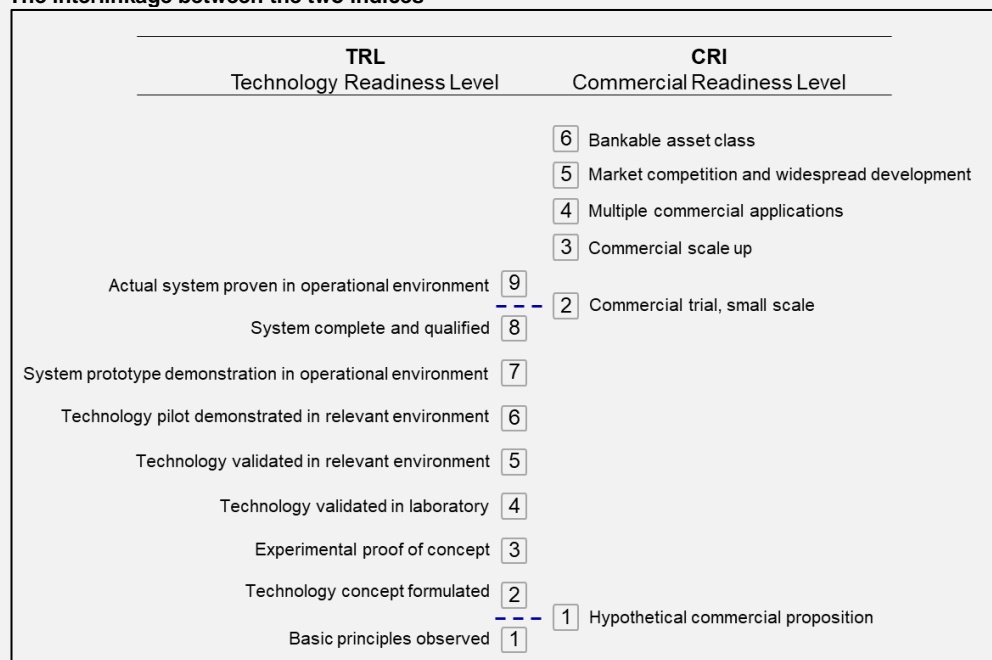 The interlinkage between the two indices
TRL
Technology Readiness Level
CRI
Commercial Readiness Level
6 Bankable asset class
5 Market competition and widespread development
4 Multiple commercial applications
3 Commercial scale up
Actual system proven in operational environment 9
2 Commercial trial, small scale
System complete and qualified 8
System prototype demonstration in operational environment 7
Technology pilot demonstrated in relevant environment 6
Technology validated in relevant environment 5
Technology validated in laboratory 4
Experimental proof of concept 3
Technology concept formulated 2
1 Hypothetical commercial proposition
Basic principles observed 1